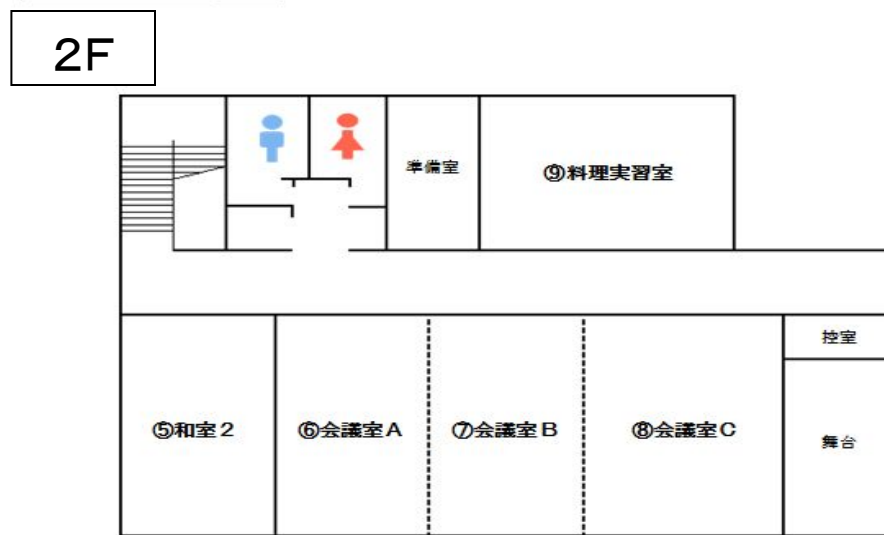 ２Ｆ
準備室
⑨料理実習室
控室
⑤和室２
⑥会議室Ａ
⑦会議室Ｂ
⑧会議室Ｃ
舞台